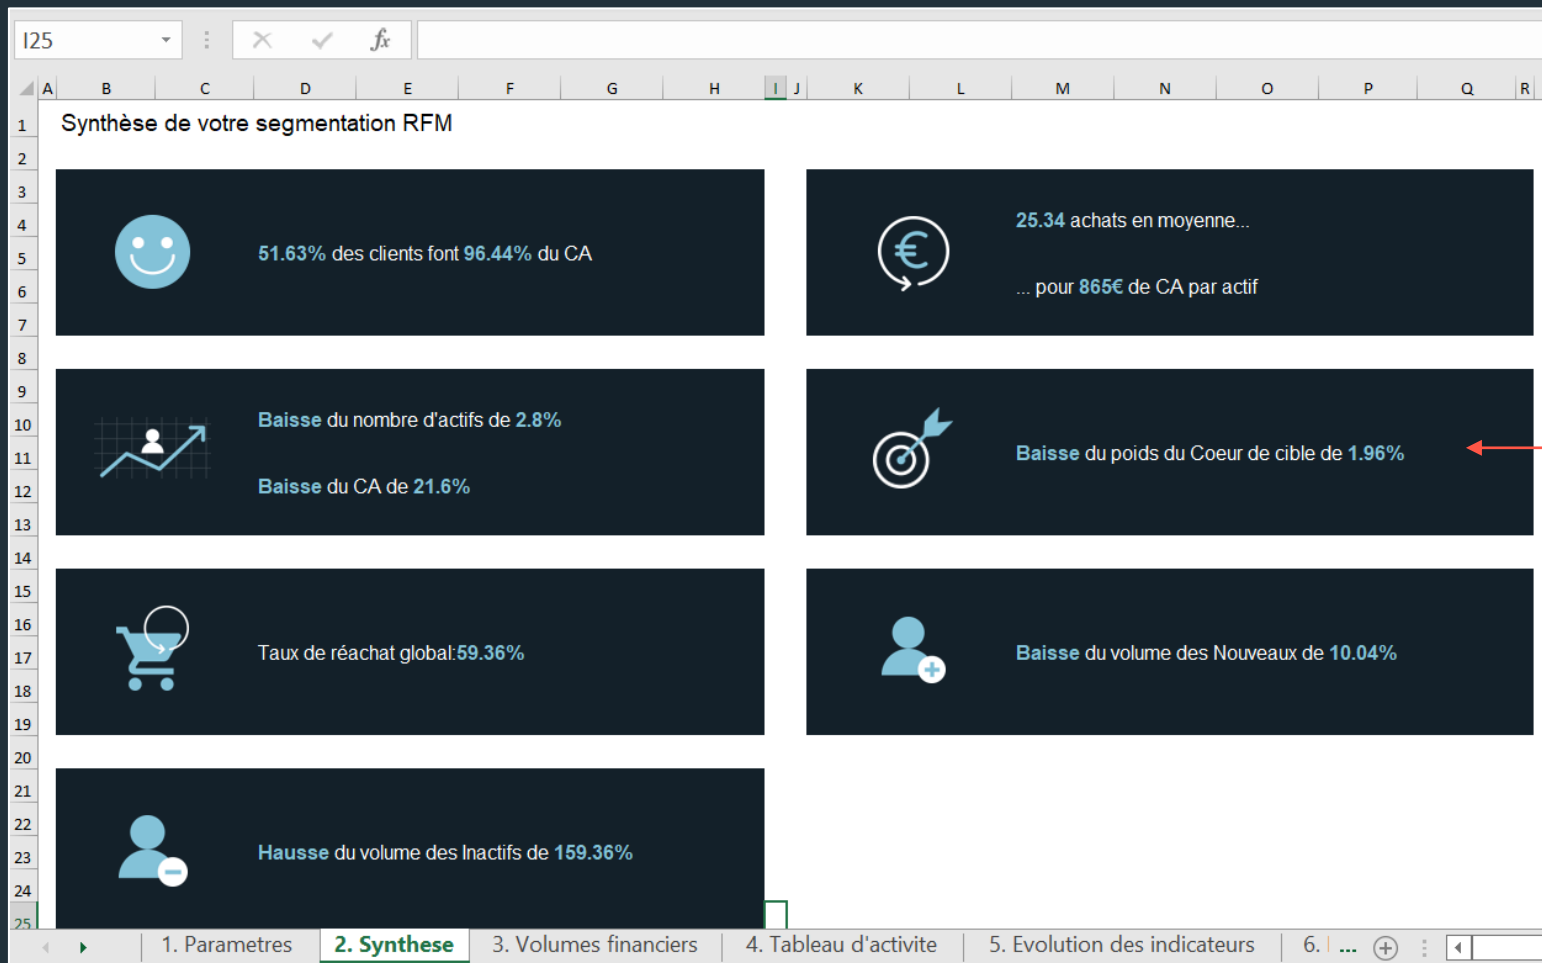 I25
fx
A B C D E F G H I J K L M N O P Q R
1
Synthèse de votre segmentation RFM
2
3
4
5
6
7
51.63% des clients font 96.44% du CA
25.34 achats en moyenne...
... pour 865€ de CA par actif
8
9
10
11
12
13
Baisse du nombre d'actifs de 2.8%
Baisse du CA de 21.6%
Baisse du poids du Coeur de cible de 1.96%
14
15
16
17
18
19
Taux de réachat global:59.36%
Baisse du volume des Nouveaux de 10.04%
20
21
22
23
24
25
Hausse du volume des Inactifs de 159.36%
1. Parametres
2. Synthese
3. Volumes financiers
4. Tableau d'activite
5. Evolution des indicateurs
6.
...